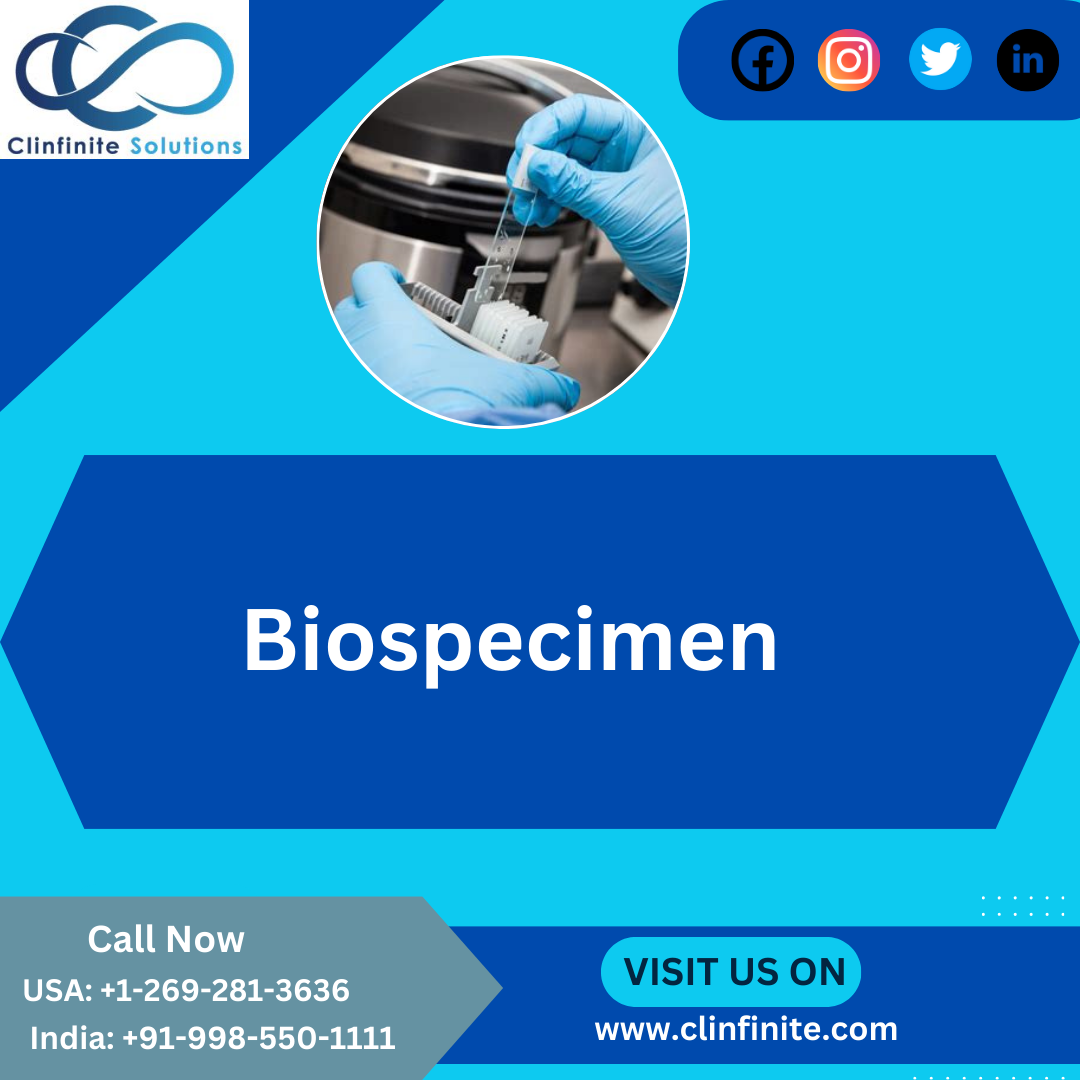 Clinfinite Solutions
Biospecimen
Call Now
USA: +1-269-281-3636
India: +91-998-550-1111
VISIT US ON
www.clinfinite.com